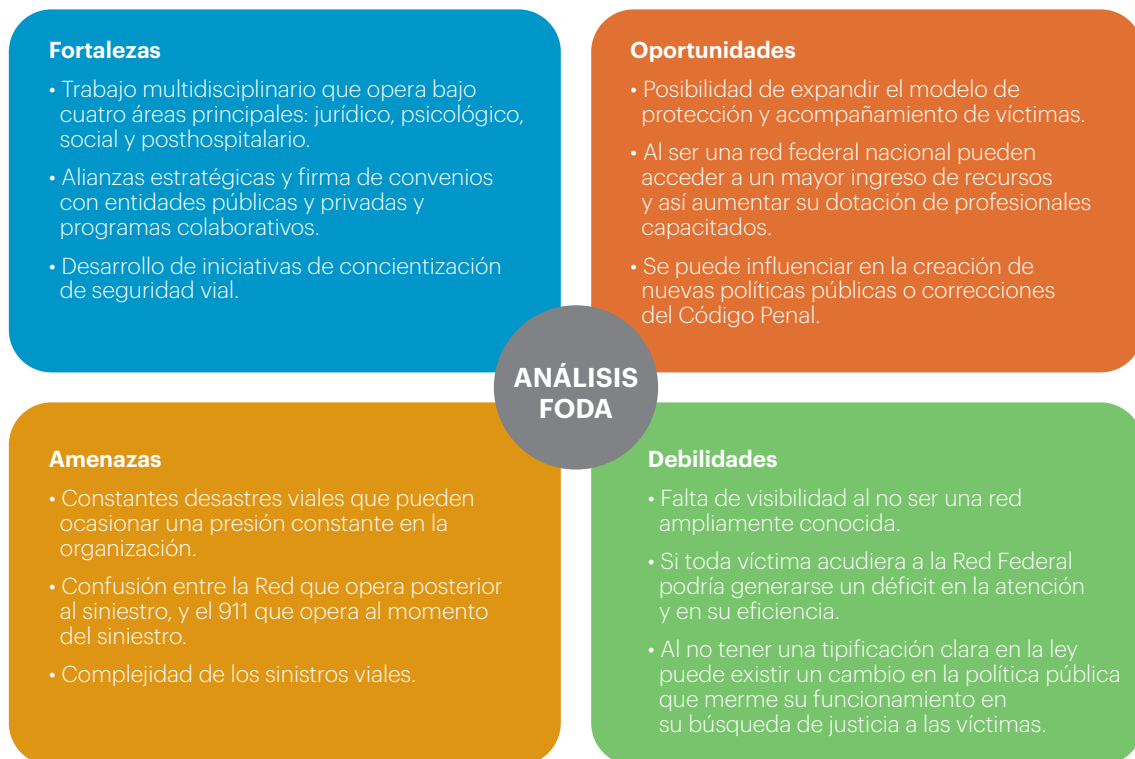 Fortalezas
• Trabajo multidisciplinario que opera bajo
cuatro áreas principales: jurídico, psicológico,
social y posthospitalario.
• Alianzas estratégicas y firma de convenios
con entidades públicas y privadas y
programas colaborativos.
• Desarrollo de iniciativas de concientización
de seguridad vial.
Oportunidades
• Posibilidad de expandir el modelo de
protección y acompañamiento de víctimas.
• Al ser una red federal nacional pueden
acceder a un mayor ingreso de recursos
y así aumentar su dotación de profesionales
capacitados.
• Se puede influenciar en la creación de
nuevas políticas públicas o correcciones
del Código Penal.
ANÁLISIS
FODA
Amenazas
• Constantes desastres viales que pueden
ocasionar una presión constante en la
organización.
• Confusión entre la Red que opera posterior
al siniestro, y el 911 que opera al momento
del siniestro.
• Complejidad de los sinistros viales.
Debilidades
• Falta de visibilidad al no ser una red
ampliamente conocida.
• Si toda víctima acudiera a la Red Federal
podría generarse un déficit en la atención
y en su eficiencia.
• Al no tener una tipificación clara en la ley
puede existir un cambio en la política pública
que merme su funcionamiento en
su búsqueda de justicia a las víctimas.